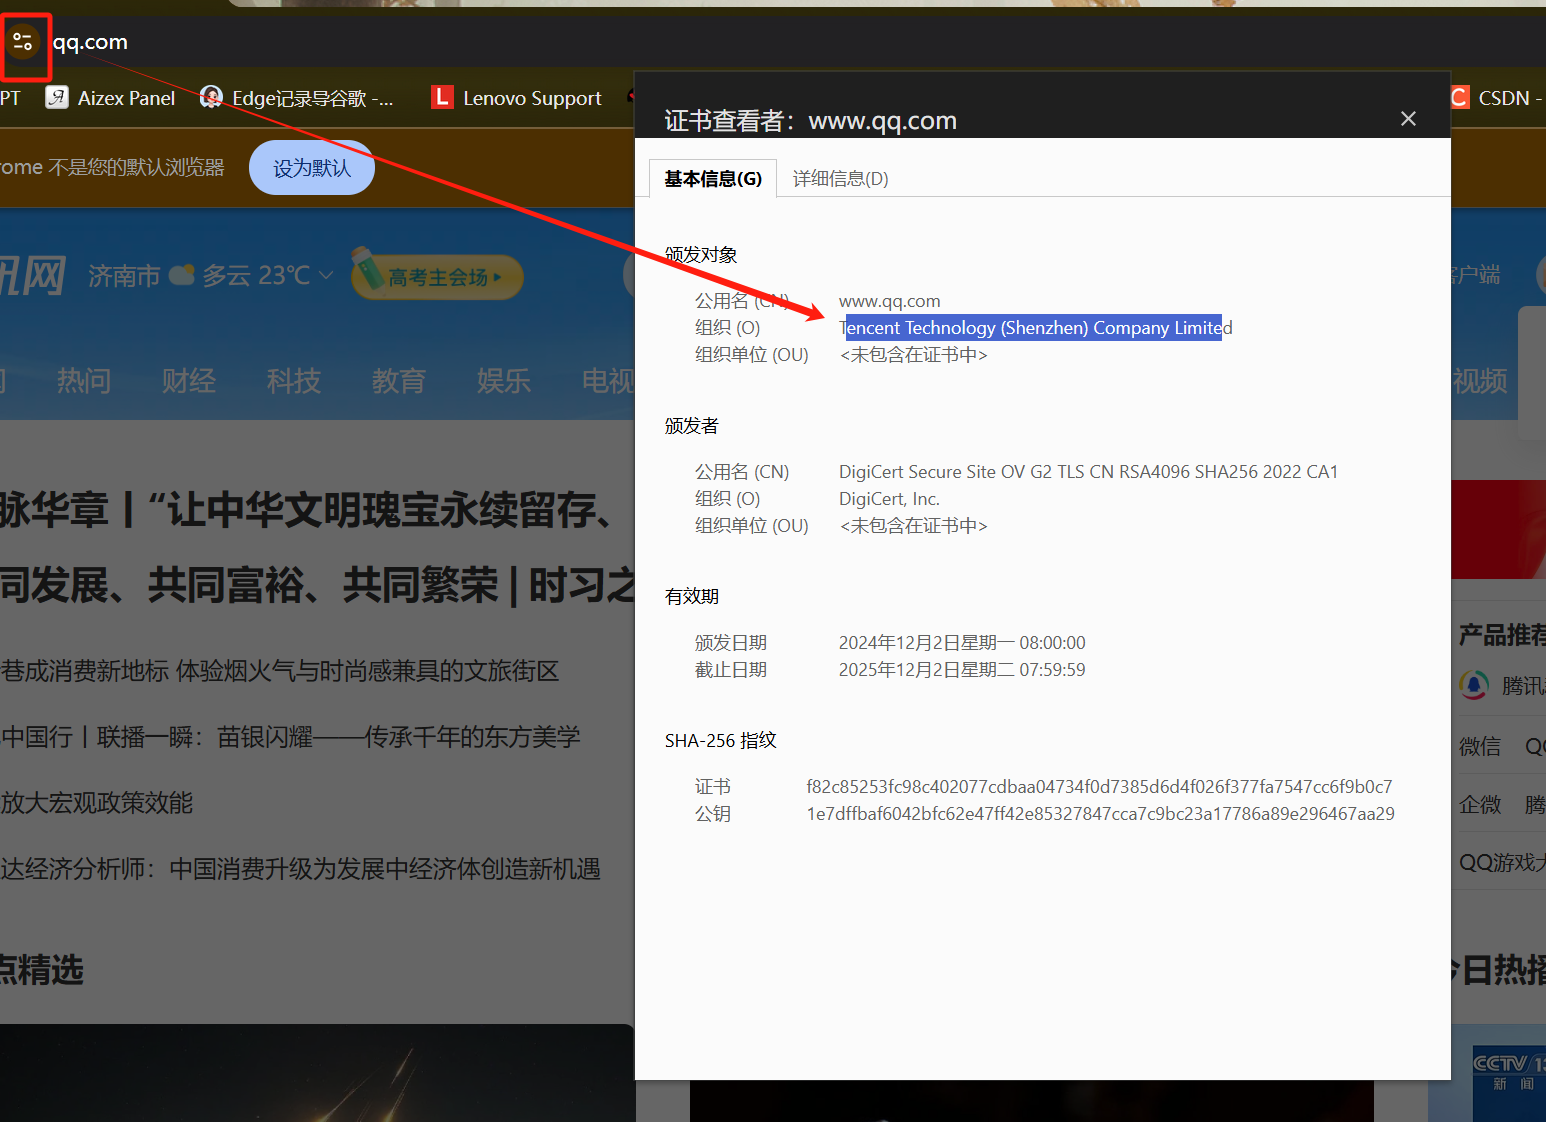 qq.com
PT
Aizex Panel
Edge记录导谷歌 -...
Lenovo Support
CSDN -
rome 不是您的默认浏览器
设为默认
讯网
济南市
多云 23℃
高考主会场
客户端
热问
财经
科技
教育
娱乐
电视
视频
证书查看者：www.qq.com
基本信息(G)
详细信息(D)
颁发对象
公用名 (CN) www.qq.com
组织 (O) Tencent Technology (Shenzhen) Company Limited
组织单位 (OU) <未包含在证书中>
颁发者
公用名 (CN) DigiCert Secure Site OV G2 TLS CN RSA4096 SHA256 2022 CA1
组织 (O) DigiCert, Inc.
组织单位 (OU) <未包含在证书中>
有效期
颁发日期 2024年12月2日星期一 08:00:00
截止日期 2025年12月2日星期二 07:59:59
SHA-256 指纹
证书 f82c85253fc98c402077cdbaa04734f0d7385d6d4f026f377fa7547cc6f9b0c7
公钥 1e7dffbaf6042bfc62e47ff42e85327847cca7c9bc23a17786a89e296467aa29
脉华章丨“让中华文明瑰宝永续留存、
同发展、共同富裕、共同繁荣 | 时习之
巷成消费新地标 体验烟火气与时尚感兼具的文旅街区
中国行丨联播一瞬：苗银闪耀——传承千年的东方美学
放大宏观政策效能
达经济分析师：中国消费升级为发展中经济体创造新机遇
点精选
产品推荐
腾讯
微信
QQ
企微
腾
QQ游戏大
今日热播
CCTV 13
新闻